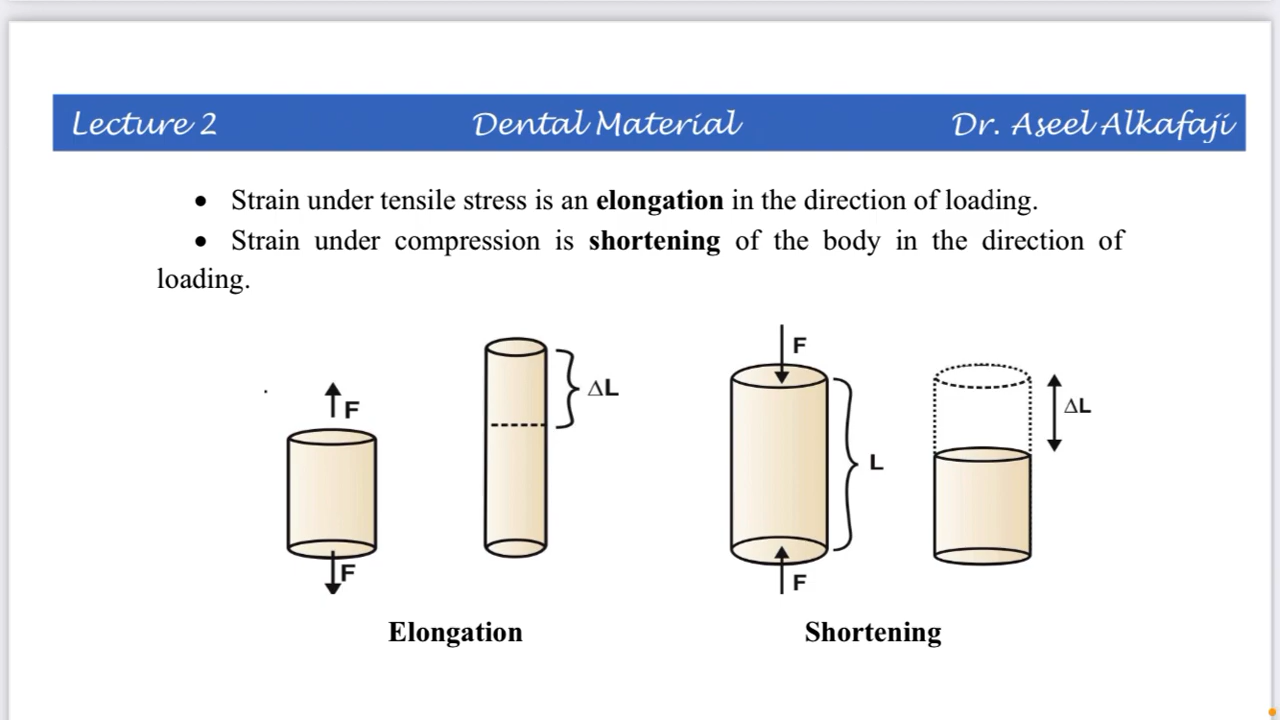 Lecture 2 Dental Material Dr. Aseel Alkafaji
• Strain under tensile stress is an elongation in the direction of loading.
• Strain under compression is shortening of the body in the direction of
loading.
F
F
ΔL
F
L
F
ΔL
Elongation
Shortening